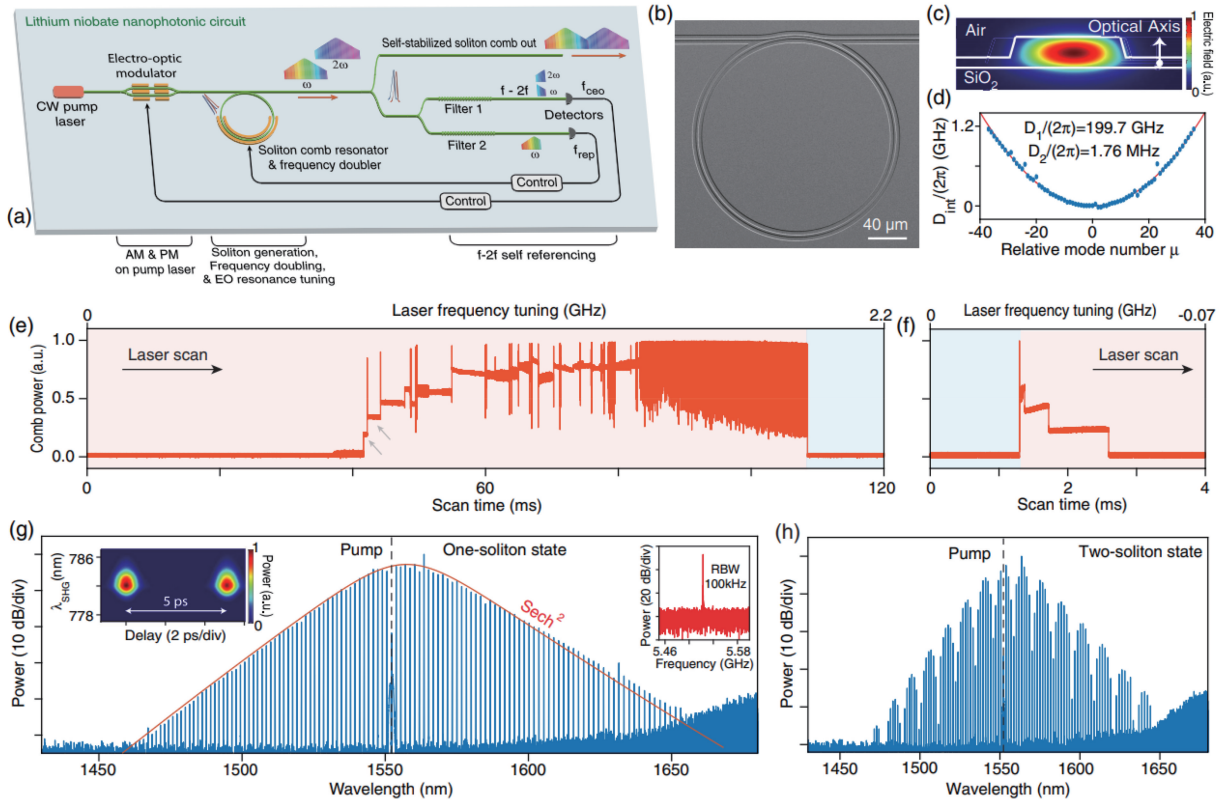 Lithium niobate nanophotonic circuit
Electro-optic
modulator
CW pump
laser
ω
2ω
Self-stabilized soliton comb out
Soliton comb resonator
& frequency doubler
f - 2f
2ω
ω
fceo
Filter 1
Detectors
Filter 2
ω
frep
Control
Control
(a)
AM & PM
on pump laser
Soliton generation,
Frequency doubling,
& EO resonance tuning
f-2f self referencing
(b)
40 μm
(c)
Air
Optical Axis
SiO2
1
0
Electric field (a.u.)
(d)
D1/(2π)=199.7 GHz
D2/(2π)=1.76 MHz
Dint/(2π) (GHz)
1.2
0
-40
-20
0
20
40
Relative mode number μ
(e)
0
Laser frequency tuning (GHz)
2.2
Laser scan
Comb power (a.u.)
1.0
0.5
0.0
0
60
120
Scan time (ms)
(f)
0
-0.07
Laser frequency tuning (GHz)
Laser scan
0
2
4
Scan time (ms)
(g)
Power (10 dB/div)
λSHG (nm)
786
778
5 ps
Delay (2 ps/div)
1
0
Power (a.u.)
Pump
One-soliton state
Sech 2
Power (20 dB/div)
RBW
100kHz
5.46
5.58
Frequency (GHz)
1450
1500
1550
1600
1650
Wavelength (nm)
(h)
Pump
Two-soliton state
Power (10 dB/div)
1450
1500
1550
1600
1650
Wavelength (nm)